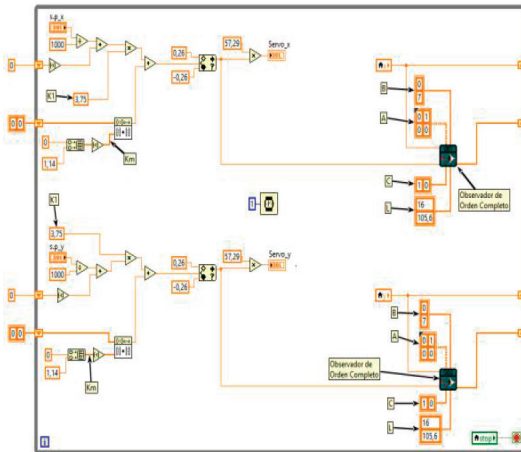 s.p_x
1000
0
K1
3,75
0 0
0
1,14
Km
0,26
-0,26
57,29
Servo_x
B
0
7
A
0 1
0 0
C
1 0
L
16
105,6
Observador de
Orden Completo
K1
3,75
s.p_y
1000
0
0 0
0
1,14
Km
0,26
-0,26
57,29
Servo_y
B
0
7
A
0 1
0 0
Observador de
Orden Completo
C
1 0
L
16
105,6
i
stop